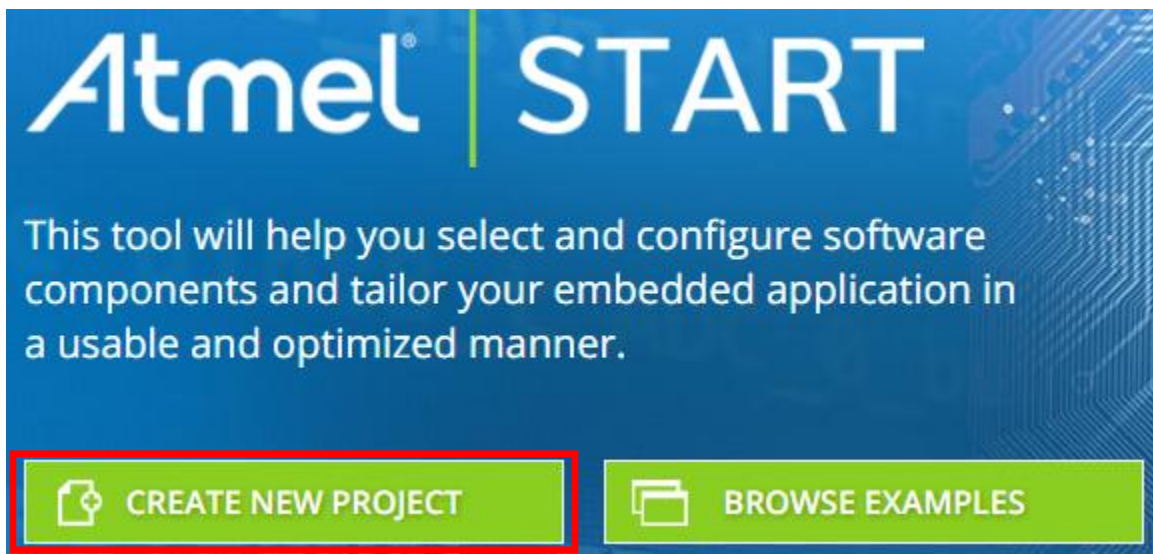 Atmel® START
This tool will help you select and configure software
components and tailor your embedded application in
a usable and optimized manner.
CREATE NEW PROJECT
BROWSE EXAMPLES